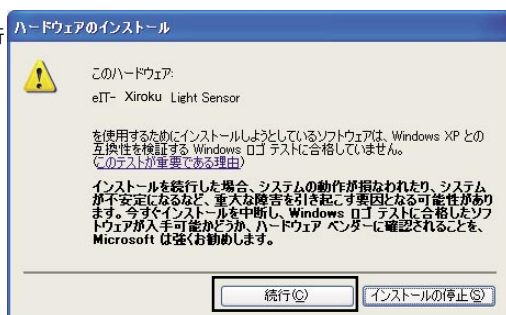 ハードウェアのインストール
このハードウェア:
eIT- Xiroku Light Sensor
を使用するためにインストールしようとしているソフトウェアは、Windows XP との
互換性を検証する Windows ロゴ テストに合格していません。
(このテストが重要である理由)
インストールを続行した場合、システムの動作が損なわれたり、システム
が不安定になるなど、重大な障害を引き起こす要因となる可能性があり
ます。今すぐインストールを中断し、Windows ロゴ テストに合格したソフ
トウェアが入手可能かどうか、ハードウェア ベンダーに確認されることを、
Microsoft は強くお勧めします。
続行(C)
インストールの停止(S)